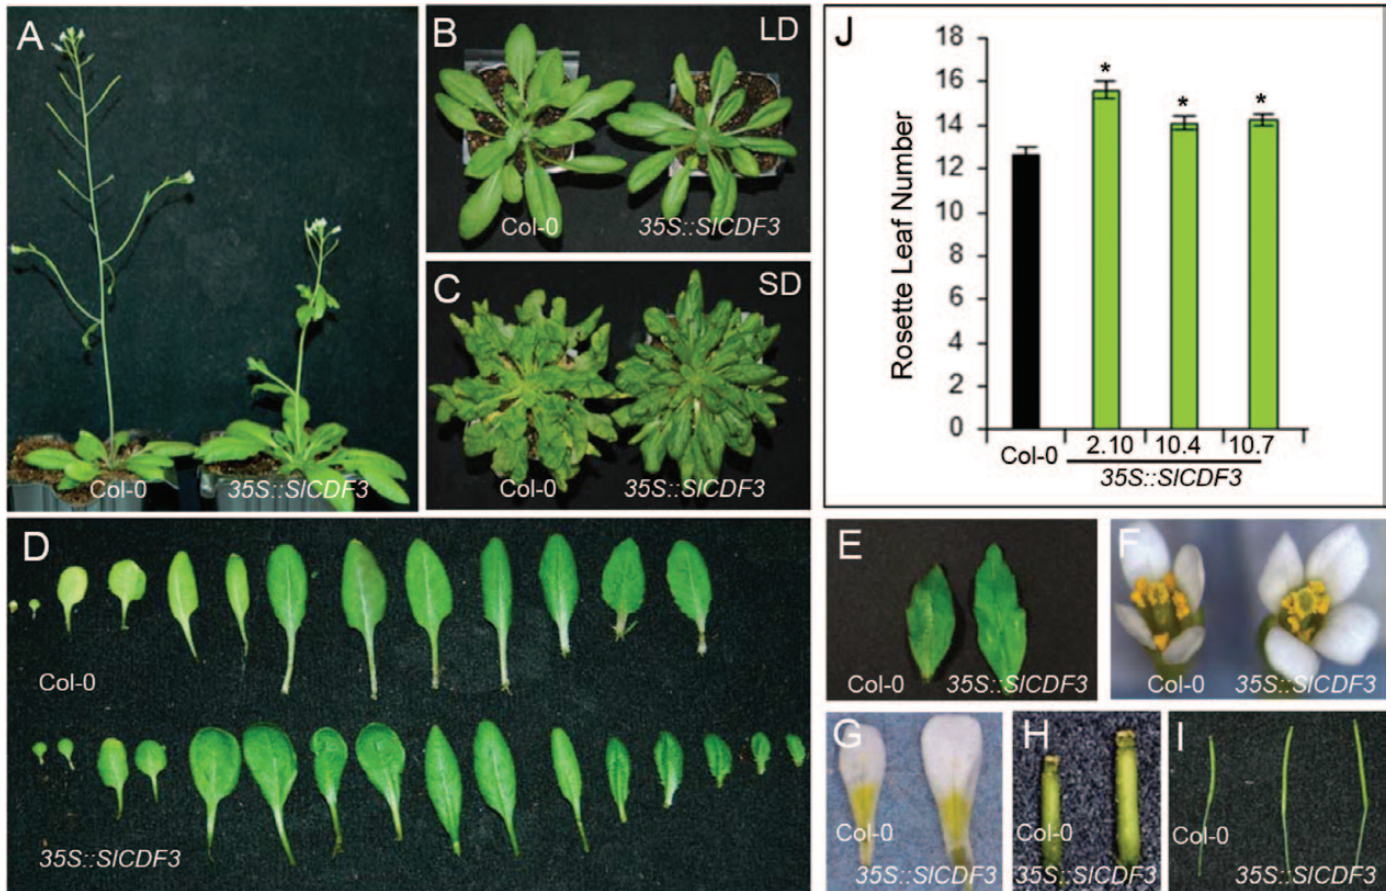 A
Col-0
35S::SlCDF3
B
LD
Col-0
35S::SlCDF3
C
SD
Col-0
35S::SlCDF3
J
18
16
14
12
10
8
6
4
2
0
Rosette Leaf Number
*
*
*
Col-0
2.10 10.4 10.7
35S::SlCDF3
D
Col-0
35S::SlCDF3
E
Col-0
35S::SlCDF3
F
Col-0
35S::SlCDF3
G
Col-0
35S::SlCDF3
H
Col-0
35S::SlCDF3
I
Col-0
35S::SlCDF3